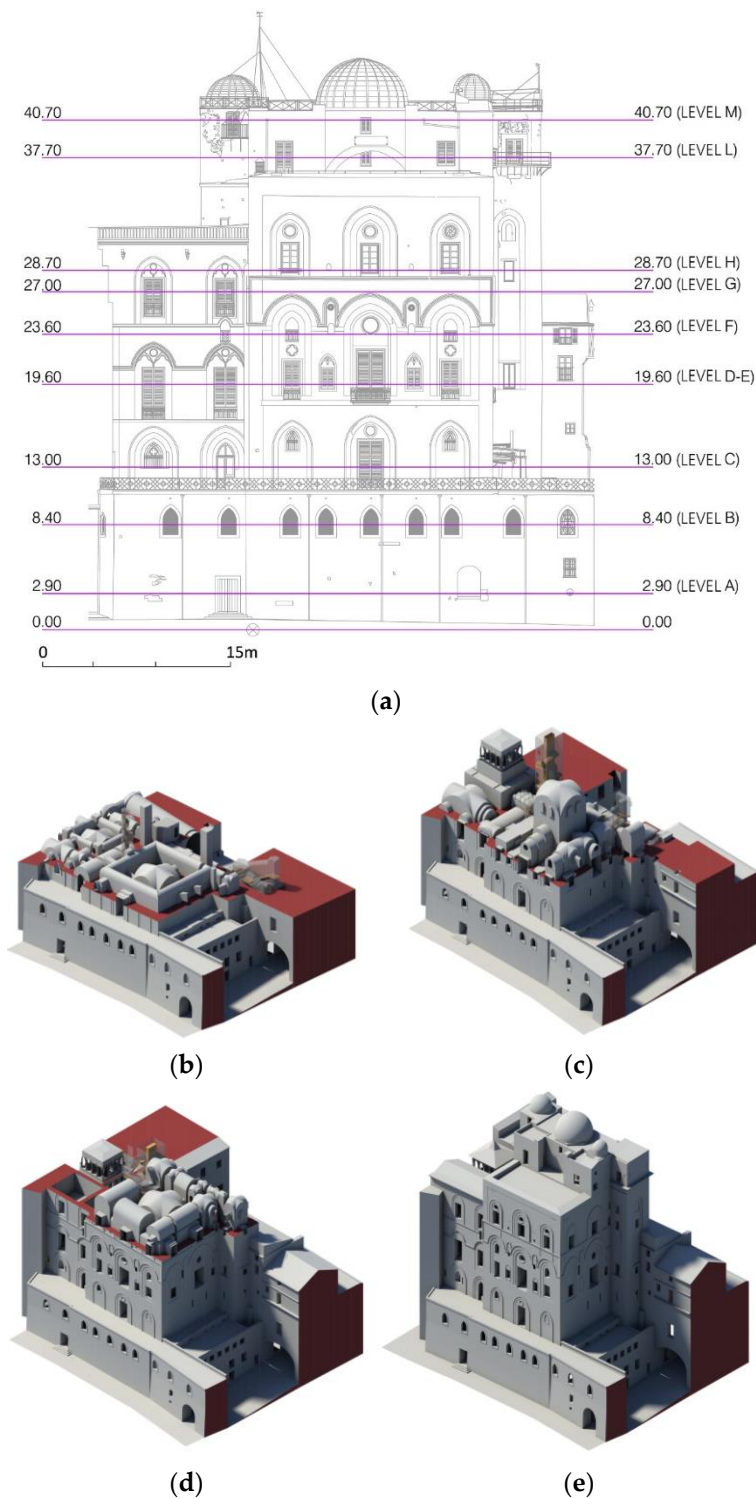 40.70 40.70 (LEVEL M)
37.70 37.70 (LEVEL L)
28.70 28.70 (LEVEL H)
27.00 27.00 (LEVEL G)
23.60 23.60 (LEVEL F)
19.60 19.60 (LEVEL D-E)
13.00 13.00 (LEVEL C)
8.40 8.40 (LEVEL B)
2.90 2.90 (LEVEL A)
0.00 0.00
0 15m
(a)
(b) (c)
(d) (e)